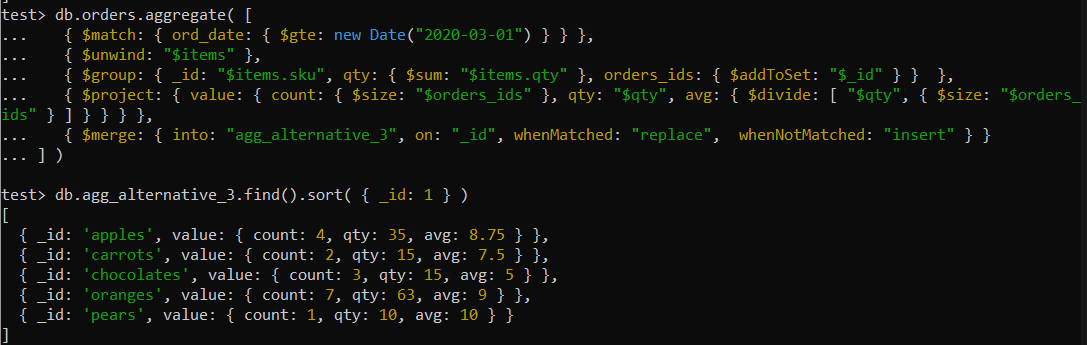 test> db.orders.aggregate( [
...    { $match: { ord_date: { $gte: new Date("2020-03-01") } } },
...    { $unwind: "$items" },
...    { $group: { _id: "$items.sku", qty: { $sum: "$items.qty" }, orders_ids: { $addToSet: "$_id" } }  },
...    { $project: { value: { count: { $size: "$orders_ids" }, qty: "$qty", avg: { $divide: [ "$qty", { $size: "$orders_
ids" } ] } } } },
...    { $merge: { into: "agg_alternative_3", on: "_id", whenMatched: "replace",  whenNotMatched: "insert" } }
... ] )
test> db.agg_alternative_3.find().sort( { _id: 1 } )
[
  { _id: 'apples', value: { count: 4, qty: 35, avg: 8.75 } },
  { _id: 'carrots', value: { count: 2, qty: 15, avg: 7.5 } },
  { _id: 'chocolates', value: { count: 3, qty: 15, avg: 5 } },
  { _id: 'oranges', value: { count: 7, qty: 63, avg: 9 } },
  { _id: 'pears', value: { count: 1, qty: 10, avg: 10 } }
]